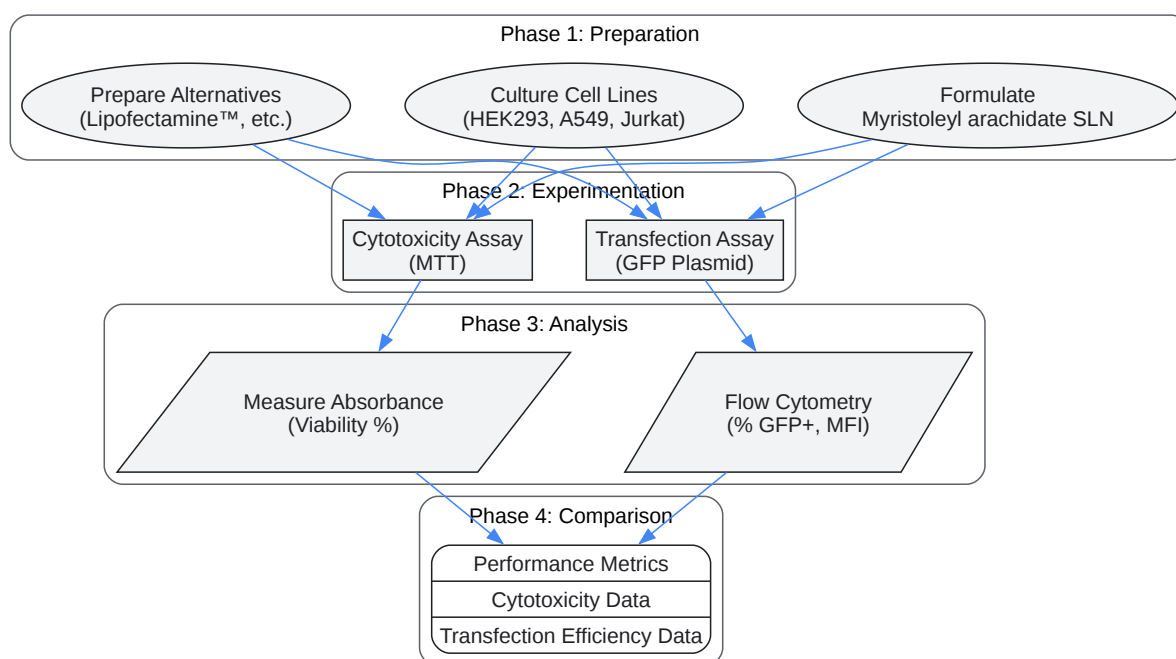 Phase 1: Preparation
Prepare Alternatives
(Lipofectamine™, etc.)
Culture Cell Lines
(HEK293, A549, Jurkat)
Formulate
Myristoleyl arachidate SLN
Phase 2: Experimentation
Cytotoxicity Assay
(MTT)
Transfection Assay
(GFP Plasmid)
Phase 3: Analysis
Measure Absorbance
(Viability %)
Flow Cytometry
(% GFP+, MFI)
Phase 4: Comparison
Performance Metrics
Cytotoxicity Data
Transfection Efficiency Data